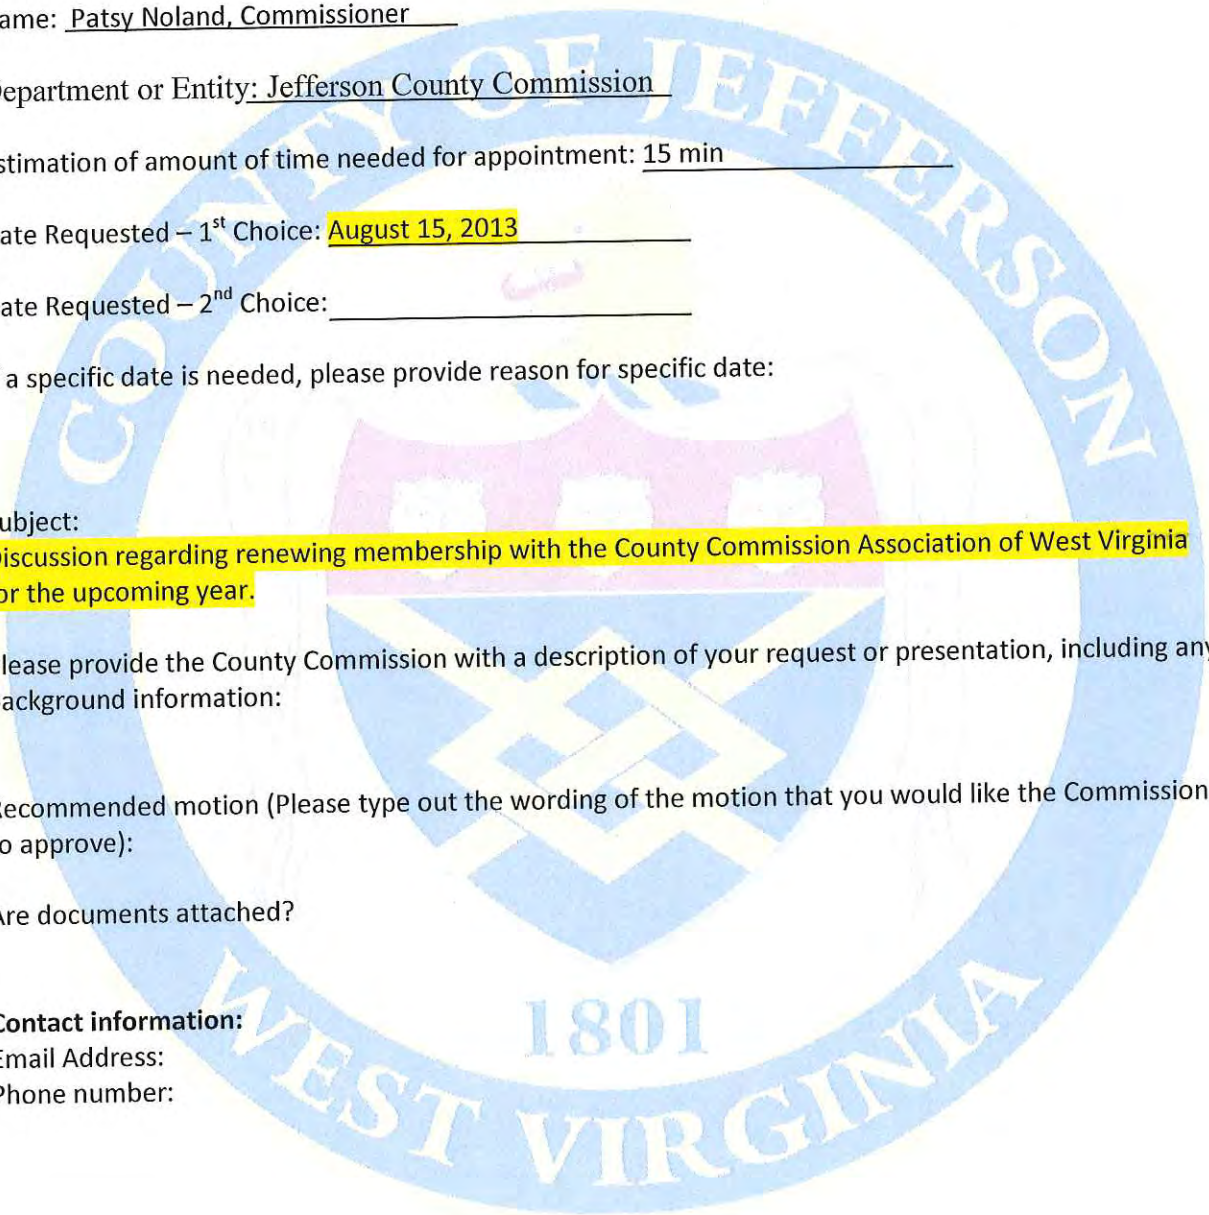 ame: Patsy Noland, Commissioner
epartment or Entity: Jefferson County Commission
stimation of amount of time needed for appointment: 15 min
ate Requested – 1st Choice: August 15, 2013
ate Requested – 2nd Choice:
a specific date is needed, please provide reason for specific date:
ubject:
iscussion regarding renewing membership with the County Commission Association of West Virginia
or the upcoming year.
lease provide the County Commission with a description of your request or presentation, including any
ackground information:
Recommended motion (Please type out the wording of the motion that you would like the Commission
o approve):
Are documents attached?
Contact information:
Email Address:
Phone number:
COUNTY OF JEFFERSON
1801
WEST VIRGINIA